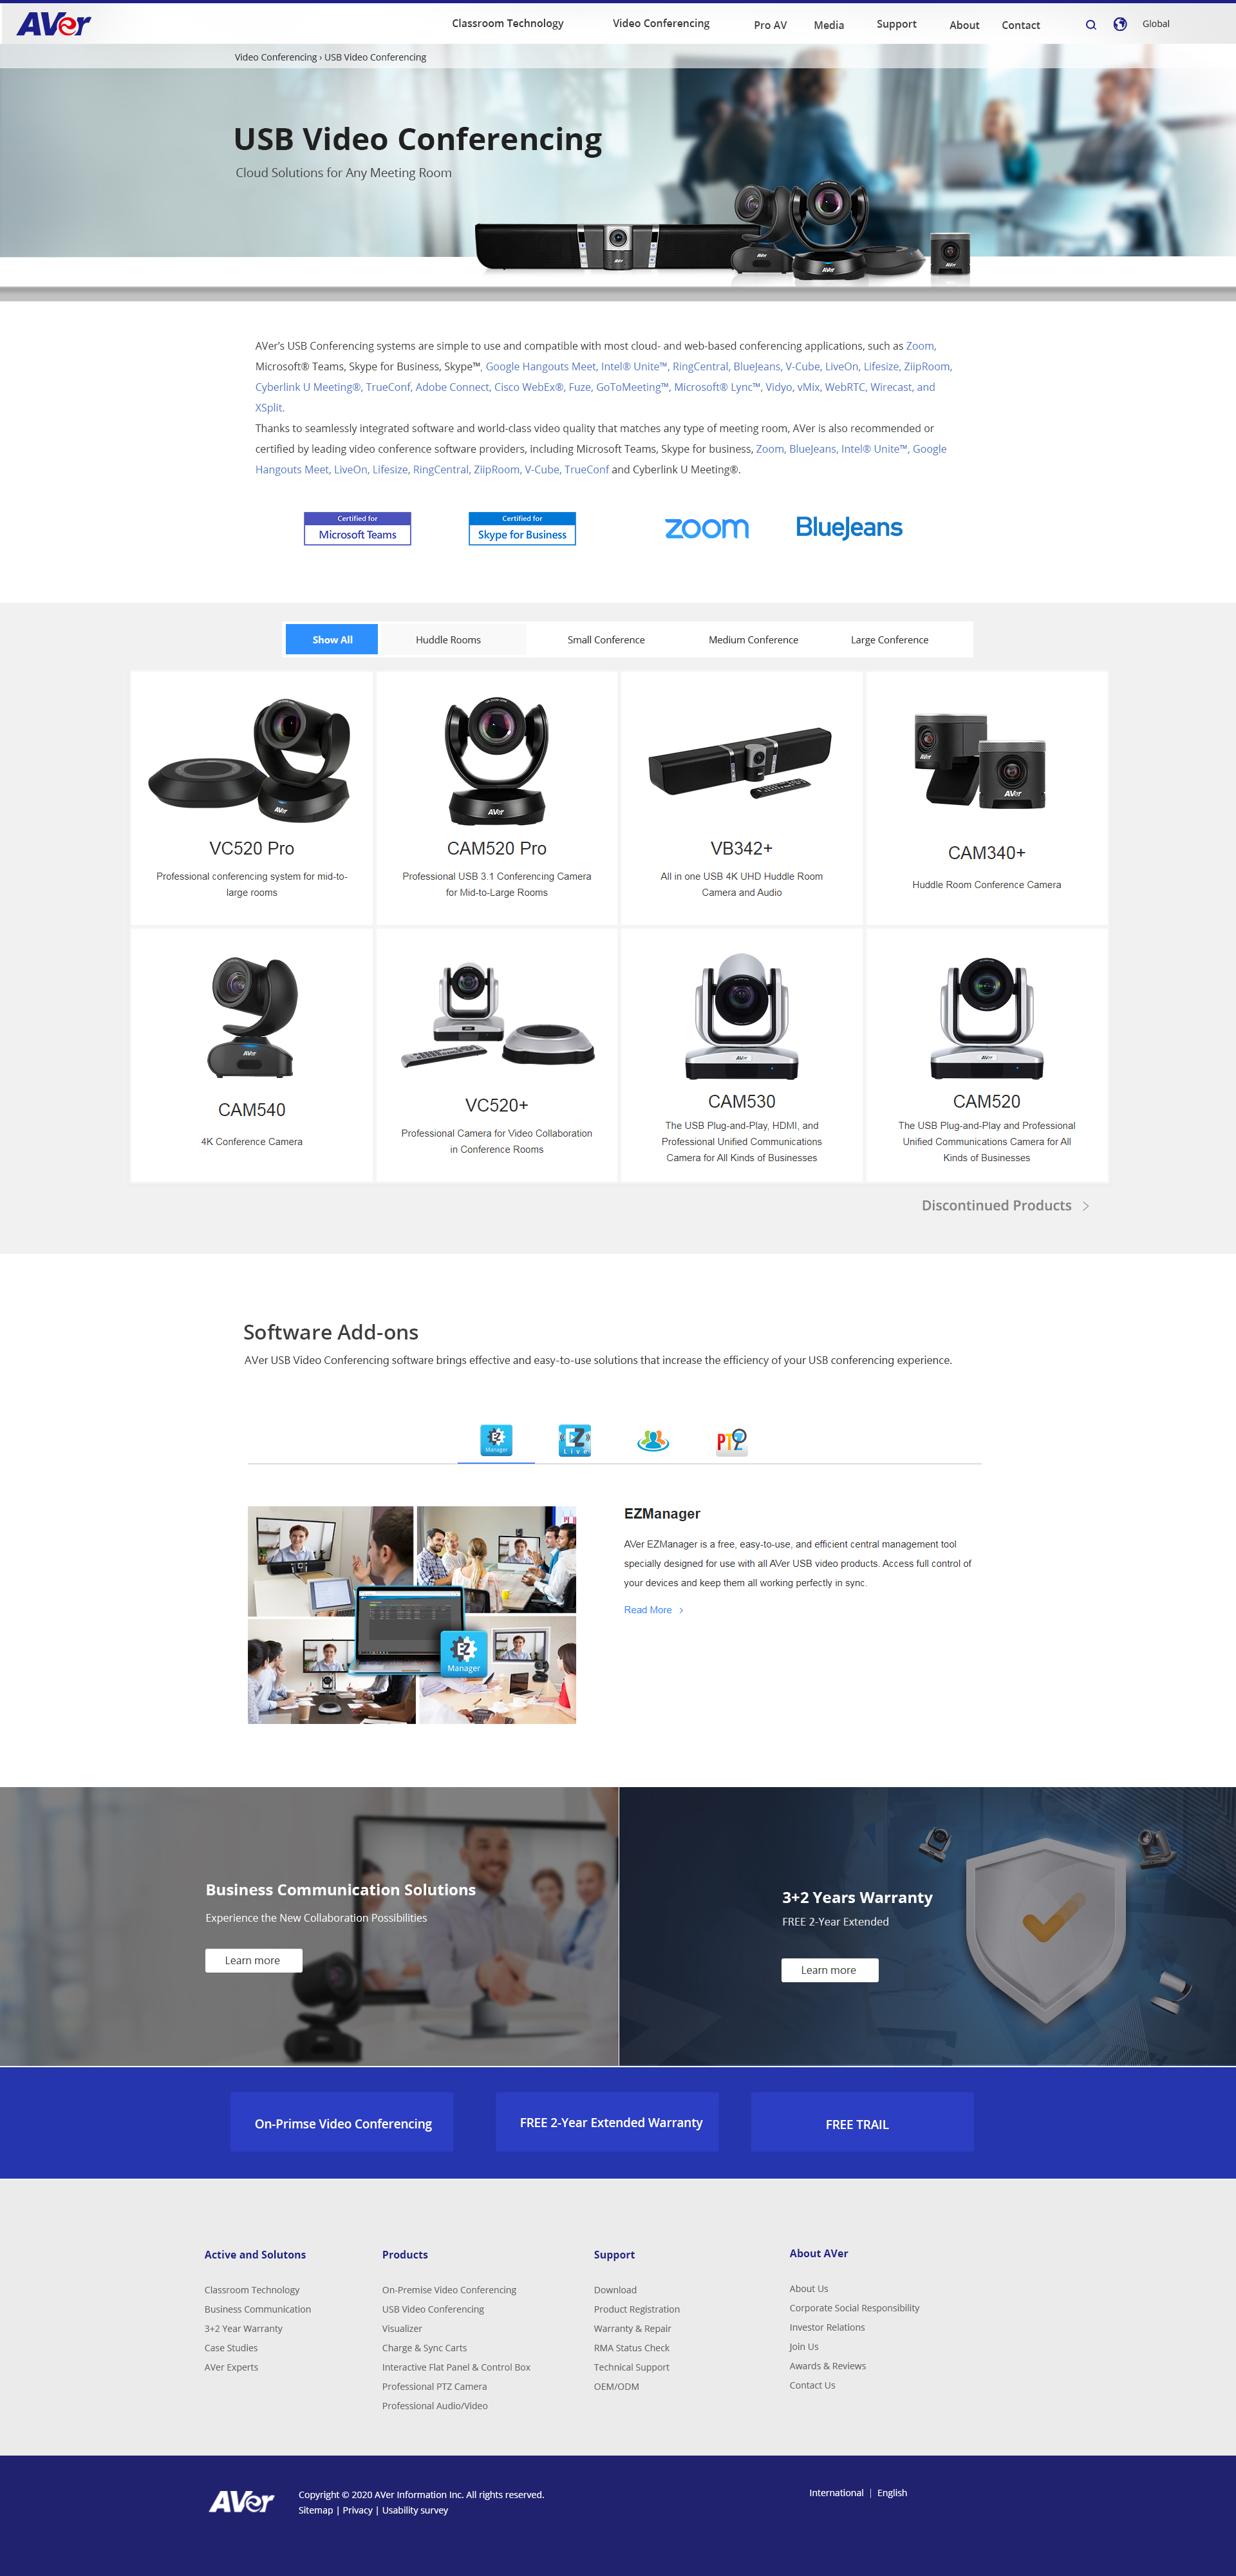 AVer
Classroom Technology
Video Conferencing
Pro AV
Media
Support
About
Contact
Global
Video Conferencing › USB Video Conferencing
USB Video Conferencing
Cloud Solutions for Any Meeting Room
AVer's USB Conferencing systems are simple to use and compatible with most cloud- and web-based conferencing applications, such as Zoom,
Microsoft® Teams, Skype for Business, Skype™, Google Hangouts Meet, Intel® Unite™, RingCentral, BlueJeans, V-Cube, LiveOn, Lifesize, ZiipRoom,
Cyberlink U Meeting®, TrueConf, Adobe Connect, Cisco WebEx®, Fuze, GoToMeeting™, Microsoft® Lync™, Vidyo, vMix, WebRTC, Wirecast, and
XSplit.
Thanks to seamlessly integrated software and world-class video quality that matches any type of meeting room, AVer is also recommended or
certified by leading video conference software providers, including Microsoft Teams, Skype for business, Zoom, BlueJeans, Intel® Unite™, Google
Hangouts Meet, LiveOn, Lifesize, RingCentral, ZiipRoom, V-Cube, TrueConf and Cyberlink U Meeting®.
Certified for
Microsoft Teams
Certified for
Skype for Business
zoom
BlueJeans
Show All
Huddle Rooms
Small Conference
Medium Conference
Large Conference
VC520 Pro
Professional conferencing system for mid-to-
large rooms
CAM520 Pro
Professional USB 3.1 Conferencing Camera
for Mid-to-Large Rooms
VB342+
All in one USB 4K UHD Huddle Room
Camera and Audio
CAM340+
Huddle Room Conference Camera
CAM540
4K Conference Camera
VC520+
Professional Camera for Video Collaboration
in Conference Rooms
CAM530
The USB Plug-and-Play, HDMI, and
Professional Unified Communications
Camera for All Kinds of Businesses
CAM520
The USB Plug-and-Play and Professional
Unified Communications Camera for All
Kinds of Businesses
Discontinued Products >
Software Add-ons
AVer USB Video Conferencing software brings effective and easy-to-use solutions that increase the efficiency of your USB conferencing experience.
EZ
Manager
EZ
Live
PTZ
EZ
Manager
EZManager
AVer EZManager is a free, easy-to-use, and efficient central management tool
specially designed for use with all AVer USB video products. Access full control of
your devices and keep them all working perfectly in sync.
Read More >
Business Communication Solutions
Experience the New Collaboration Possibilities
Learn more
3+2 Years Warranty
FREE 2-Year Extended
Learn more
On-Primse Video Conferencing
FREE 2-Year Extended Warranty
FREE TRAIL
Active and Solutons
Classroom Technology
Business Communication
3+2 Year Warranty
Case Studies
AVer Experts
Products
On-Premise Video Conferencing
USB Video Conferencing
Visualizer
Charge & Sync Carts
Interactive Flat Panel & Control Box
Professional PTZ Camera
Professional Audio/Video
Support
Download
Product Registration
Warranty & Repair
RMA Status Check
Technical Support
OEM/ODM
About AVer
About Us
Corporate Social Responsibility
Investor Relations
Join Us
Awards & Reviews
Contact Us
AVer
Copyright © 2020 AVer Information Inc. All rights reserved.
Sitemap | Privacy | Usability survey
International | English